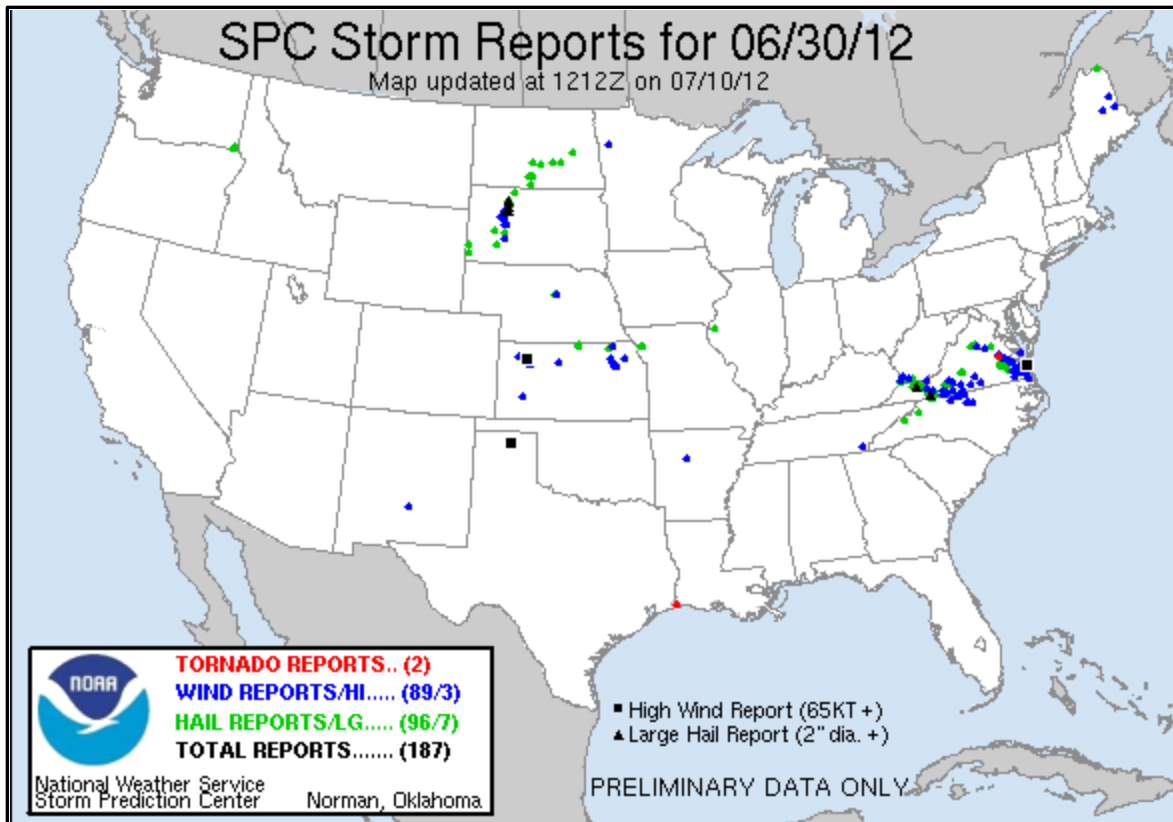 SPC Storm Reports for 06/30/12
Map updated at 1212Z on 07/10/12
NOAA
TORNADO REPORTS.. (2)
WIND REPORTS/HI..... (89/3)
HAIL REPORTS/LG..... (96/7)
TOTAL REPORTS....... (187)
National Weather Service
Storm Prediction Center Norman, Oklahoma
High Wind Report (65KT +)
Large Hail Report (2" dia. +)
PRELIMINARY DATA ONLY